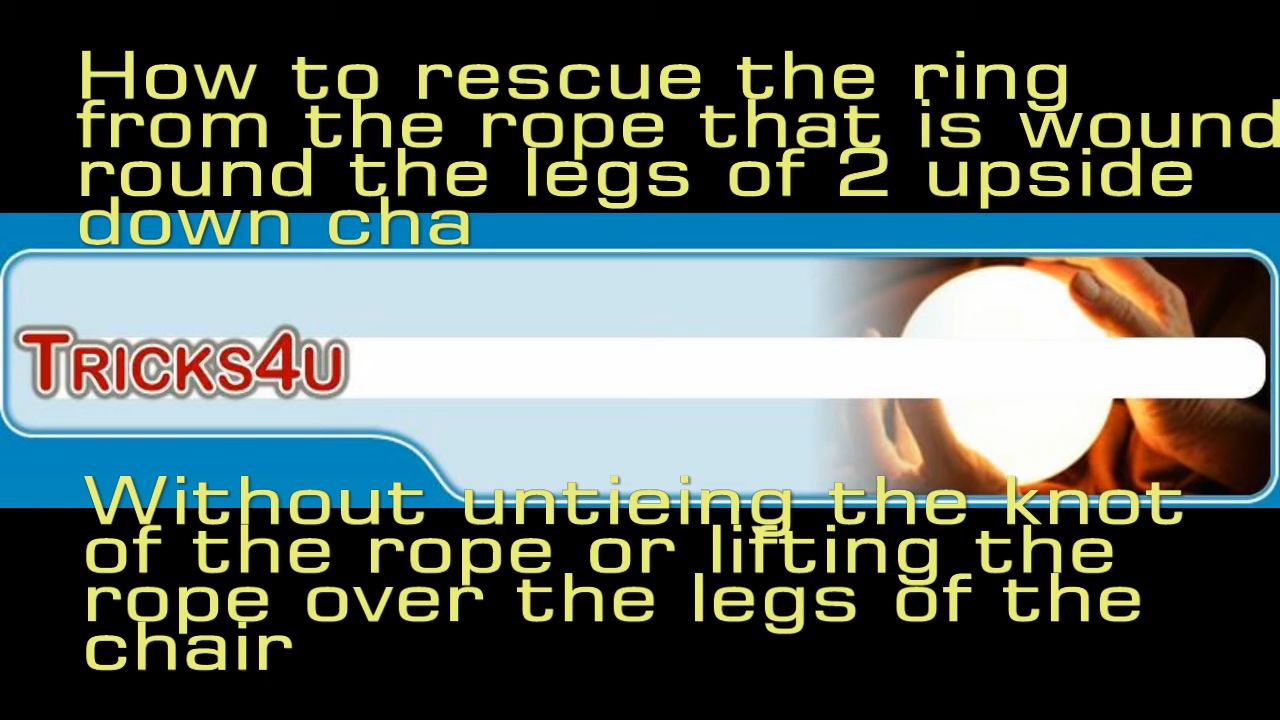 How to rescue the ring
from the rope that is wound
round the legs of 2 upside
down cha
TRICKS4U
Without untieing the knot
of the rope or lifting the
rope over the legs of the
chair